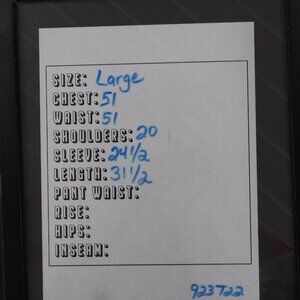 SIZE: Large
CHEST: 51
WAIST: 51
SHOULDERS: 20
SLEEVE: 24 1/2
LENGTH: 31 1/2
PANT WAIST:
RISE:
HIPS:
INSEAM:
923722